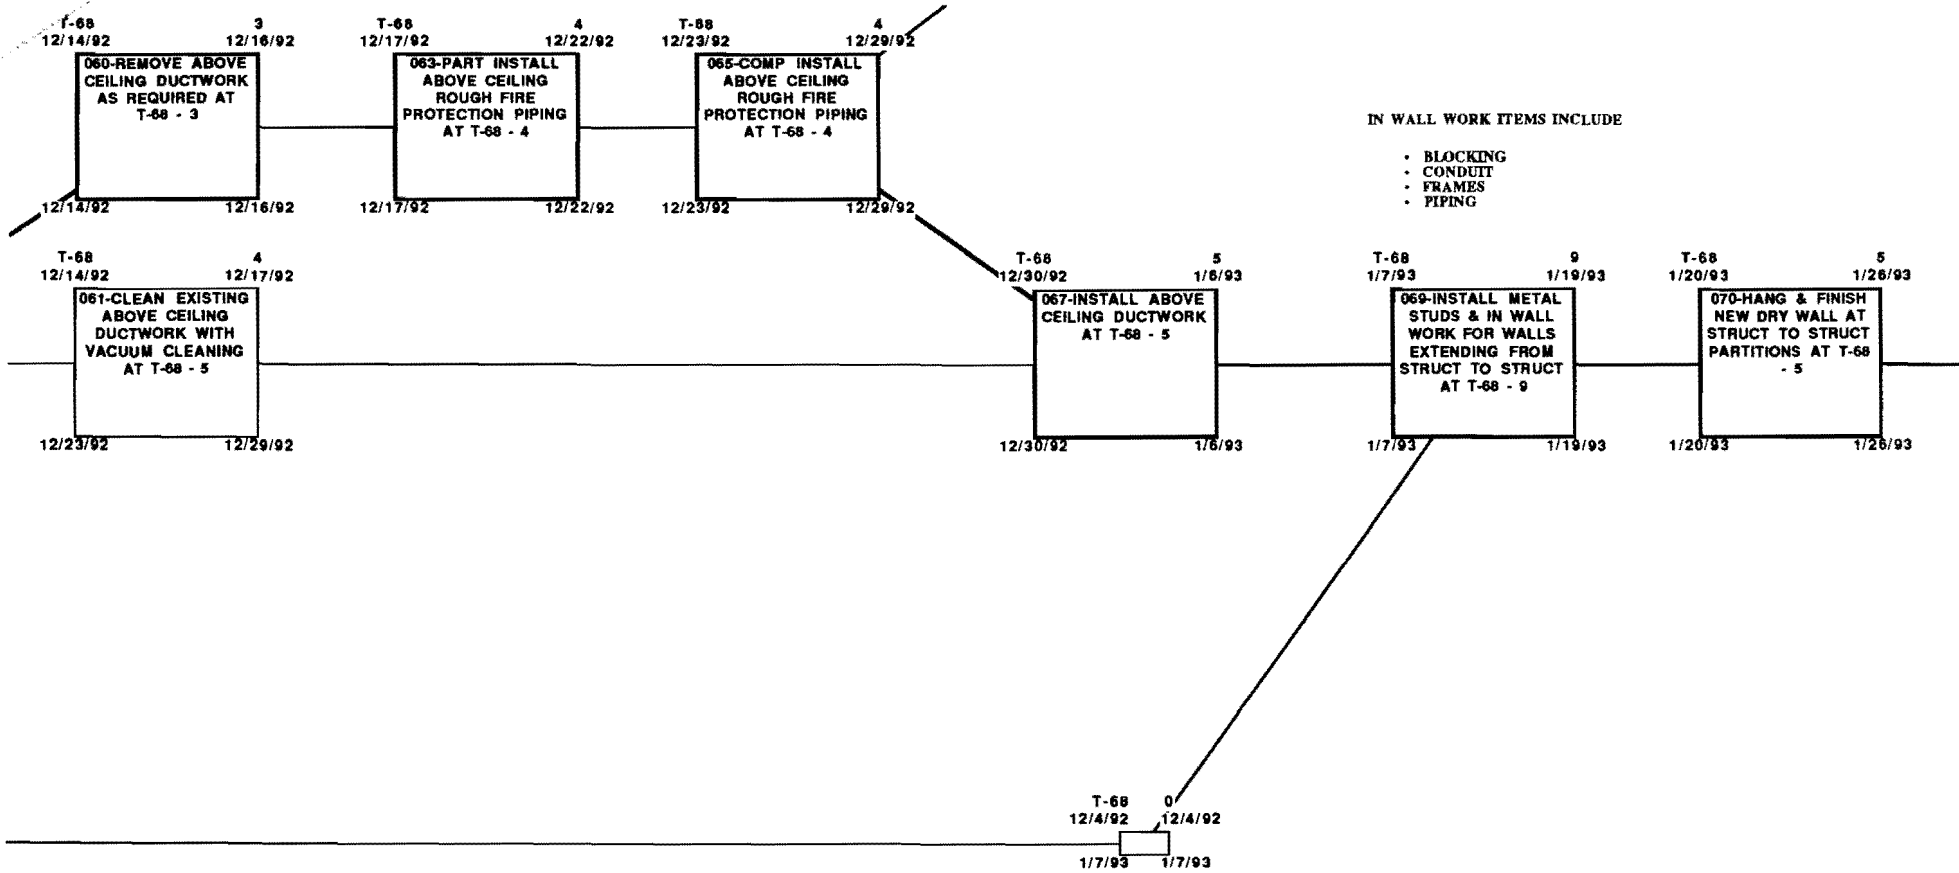 T-68 3
12/14/92 12/16/92
060-REMOVE ABOVE
CEILING DUCTWORK
AS REQUIRED AT
T-68 - 3
12/14/92 12/16/92
T-68 4
12/17/92 12/22/92
063-PART INSTALL
ABOVE CEILING
ROUGH FIRE
PROTECTION PIPING
AT T-68 - 4
12/17/92 12/22/92
T-68 4
12/23/92 12/29/92
065-COMP INSTALL
ABOVE CEILING
ROUGH FIRE
PROTECTION PIPING
AT T-68 - 4
12/23/92 12/29/92
IN WALL WORK ITEMS INCLUDE
• BLOCKING
• CONDUIT
• FRAMES
• PIPING
T-68 4
12/14/92 12/17/92
061-CLEAN EXISTING
ABOVE CEILING
DUCTWORK WITH
VACUUM CLEANING
AT T-68 - 5
12/23/92 12/29/92
T-68 5
12/30/92 1/6/93
067-INSTALL ABOVE
CEILING DUCTWORK
AT T-68 - 5
12/30/92 1/6/93
T-68 9
1/7/93 1/19/93
069-INSTALL METAL
STUDS & IN WALL
WORK FOR WALLS
EXTENDING FROM
STRUCT TO STRUCT
AT T-68 - 9
1/7/93 1/19/93
T-68 5
1/20/93 1/26/93
070-HANG & FINISH
NEW DRY WALL AT
STRUCT TO STRUCT
PARTITIONS AT T-68
- 5
1/20/93 1/26/93
T-68 0
12/4/92 12/4/92
1/7/93 1/7/93